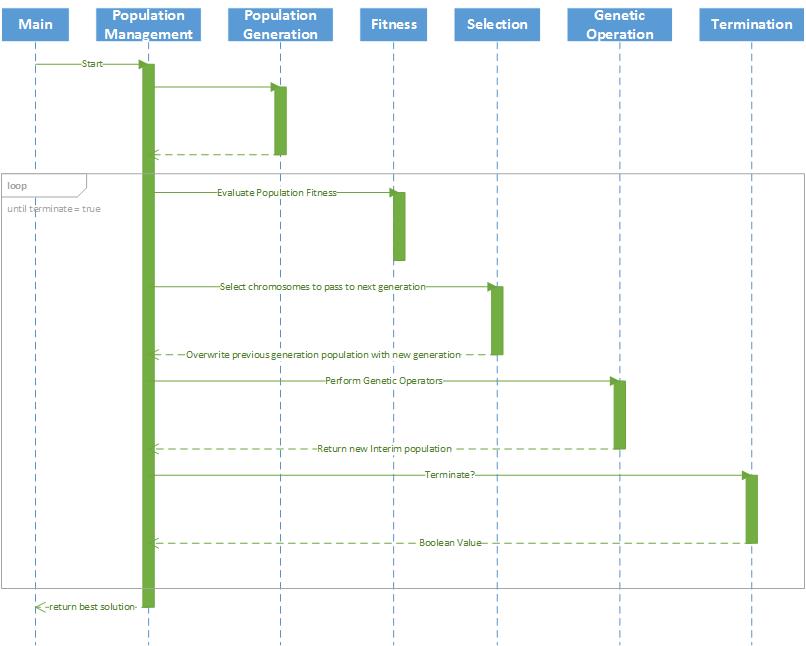 Main
Population
Management
Population
Generation
Fitness
Selection
Genetic
Operation
Termination
Start
loop
until terminate = true
Evaluate Population Fitness
Select chromosomes to pass to next generation
Overwrite previous generation population with new generation
Perform Genetic Operators
Return new Interim population
Terminate?
Boolean Value
return best solution